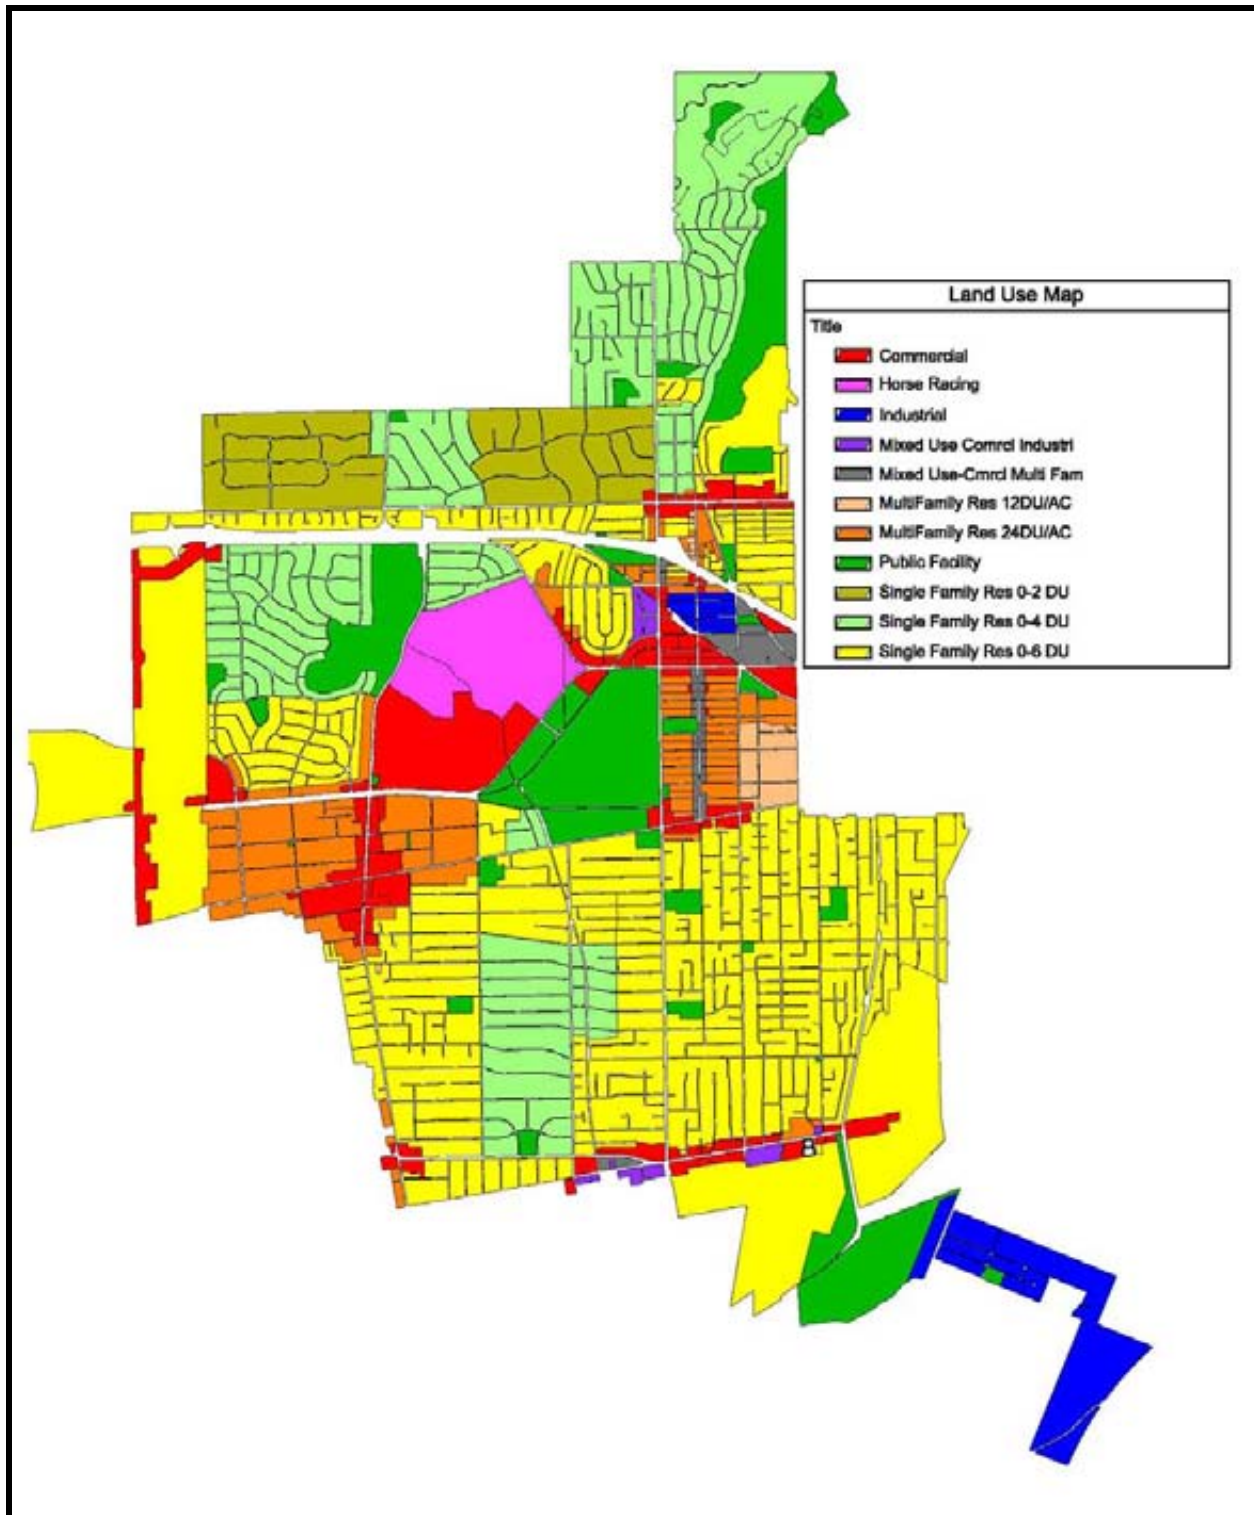 Land Use Map
Title
Commercial
Horse Racing
Industrial
Mixed Use Comrcl Industri
Mixed Use-Cmrcl Multi Fam
MultiFamily Res 12DU/AC
MultiFamily Res 24DU/AC
Public Facility
Single Family Res 0-2 DU
Single Family Res 0-4 DU
Single Family Res 0-6 DU